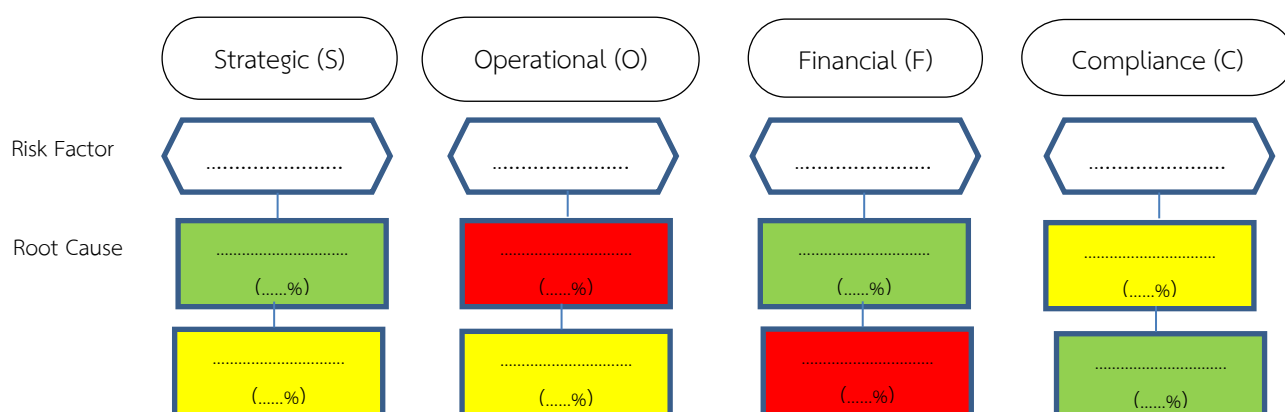 Strategic (S) Operational (O) Financial (F) Compliance (C)
Risk Factor ........................ ........................ ........................ ........................
Root Cause .............................. .............................. .............................. ..............................
(......%) (......%) (......%) (......%)
.............................. .............................. .............................. ..............................
(......%) (......%) (......%) (......%)